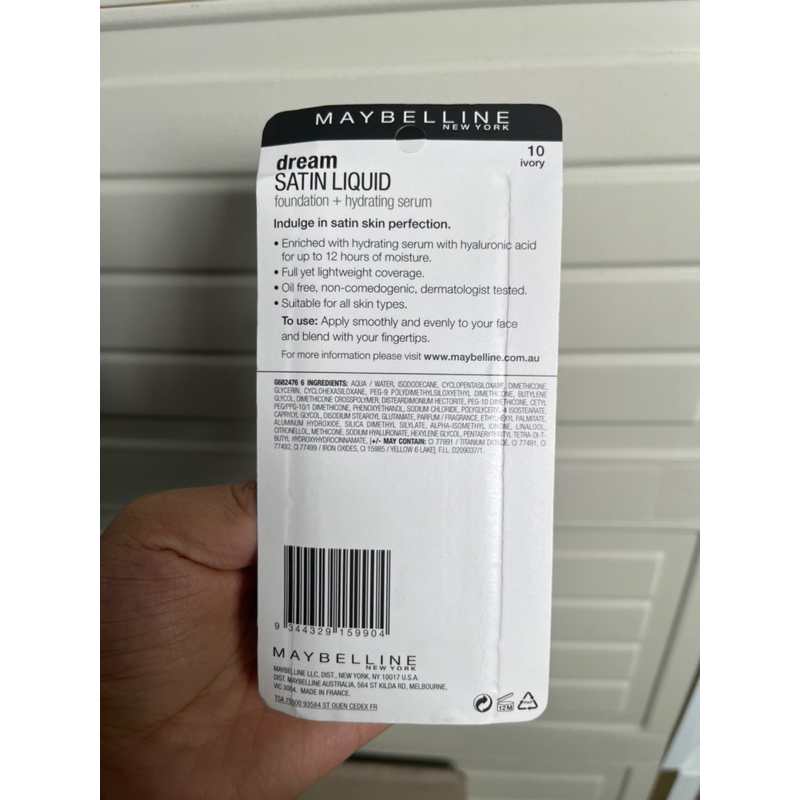 MAYBELLINE
NEW YORK
10
ivory
dream
SATIN LIQUID
foundation + hydrating serum
Indulge in satin skin perfection.
• Enriched with hydrating serum with hyaluronic acid
for up to 12 hours of moisture.
• Full yet lightweight coverage.
• Oil free, non-comedogenic, dermatologist tested.
• Suitable for all skin types.
To use: Apply smoothly and evenly to your face
and blend with your fingertips.
For more information please visit www.maybelline.com.au
G682476 6 INGREDIENTS: AQUA / WATER, ISODODECANE, CYCLOPENTASILOXANE, DIMETHICONE,
GLYCERIN, CYCLOHEXASILOXANE, PEG-9 POLYDIMETHYLSILOXYETHYL DIMETHICONE, BUTYLENE
GLYCOL, DIMETHICONE CROSSPOLYMER, DISTEARDIMONIUM HECTORITE, PEG-10 DIMETHICONE, CETYL
PEG/PPG-10/1 DIMETHICONE, PHENOXYETHANOL, SODIUM CHLORIDE, POLYGLYCERYL-4 ISOSTEARATE,
CAPRYLYL GLYCOL, DISODIUM STEAROYL GLUTAMATE, PARFUM / FRAGRANCE, ETHYLHEXYL PALMITATE,
ALUMINUM HYDROXIDE, SILICA DIMETHYL SILYLATE, ALPHA-ISOMETHYL IONONE, LINALOOL,
CITRONELLOL, METHICONE, SODIUM HYALURONATE, HEXYLENE GLYCOL, PENTAERYTHRITYL TETRA-DI-T-
BUTYL HYDROXYHYDROCINNAMATE, [+/- MAY CONTAIN: CI 77891 / TITANIUM DIOXIDE, CI 77491, CI
77492, CI 77499 / IRON OXIDES, CI 15985 / YELLOW 6 LAKE]. F.I.L. D209037/1.
9 344329 159904
MAYBELLINE
NEW YORK
MAYBELLINE LLC, DIST., NEW YORK, NY 10017 U.S.A.
DIST. MAYBELLINE AUSTRALIA, 564 ST KILDA RD, MELBOURNE,
VIC 3004. MADE IN FRANCE.
TSA 75000 93584 ST OUEN CEDEX FR
12M
PAP